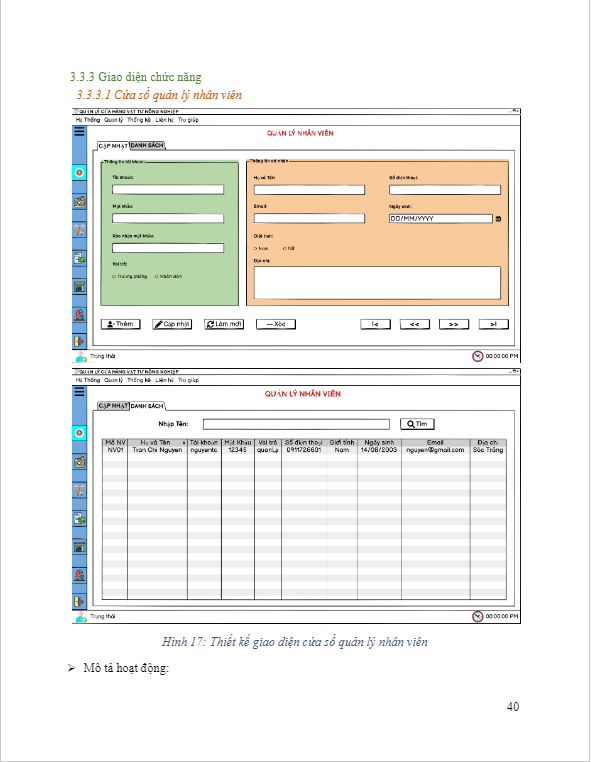 3.3.3 Giao diện chức năng
3.3.3.1 Cửa sổ quản lý nhân viên
QUẢN LÝ CỬA HÀNG VẬT TƯ NÔNG NGHIỆP
Hệ Thống Quản lý Thống kê Liên hệ Trợ giúp
QUẢN LÝ NHÂN VIÊN
CẬP NHẬT DANH SÁCH
Thông tin tài khoản
Thông tin cá nhân
Tài khoản:
Họ và Tên:
Số điện thoại:
Mật khẩu:
Email:
Ngày sinh:
DD/MM/YYYY
Xác nhận mật khẩu:
Giới tính:
Nam Nữ
Vai trò:
Địa chỉ:
Trưởng phòng Nhân viên
Thêm Cập nhật Làm mới Xóa |< << >> >|
Trạng thái 00:00:00 PM
QUẢN LÝ CỬA HÀNG VẬT TƯ NÔNG NGHIỆP
Hệ Thống Quản lý Thống kê Liên hệ Trợ giúp
QUẢN LÝ NHÂN VIÊN
CẬP NHẬT DANH SÁCH
Nhập Tên: Tìm
Mã NV Họ và Tên Tài khoản Mật Khẩu Vai trò Số điện thoại Giới tính Ngày sinh Email Địa chỉ
NV01 Tran Chi Nguyen nguyentc 12345 quanLy 0911726601 Nam 14/08/2003 nguyen@gmail.com Sóc Trăng
Trạng thái 00:00:00 PM
Hình 17: Thiết kế giao diện cửa sổ quản lý nhân viên
➢ Mô tả hoạt động:
40